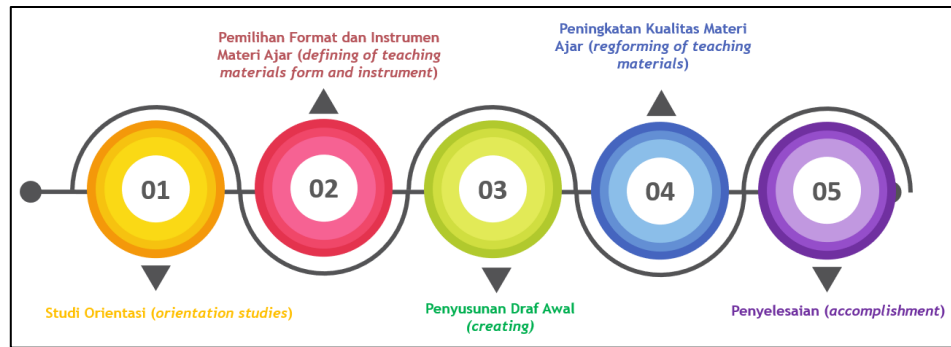 Pemilihan Format dan Instrumen
Materi Ajar (defining of teaching
materials form and instrument)
Peningkatan Kualitas Materi
Ajar (regforming of teaching
materials)
01
02
03
04
05
Studi Orientasi (orientation studies)
Penyusunan Draf Awal
(creating)
Penyelesaian (accomplishment)